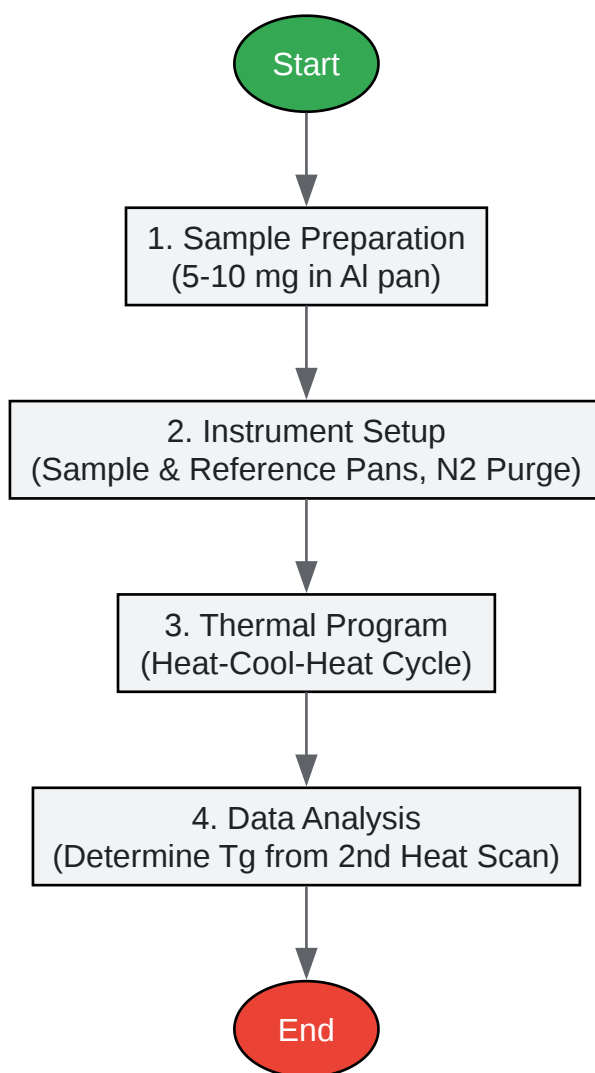 Start
1. Sample Preparation
(5-10 mg in Al pan)
2. Instrument Setup
(Sample & Reference Pans, N2 Purge)
3. Thermal Program
(Heat-Cool-Heat Cycle)
4. Data Analysis
(Determine Tg from 2nd Heat Scan)
End